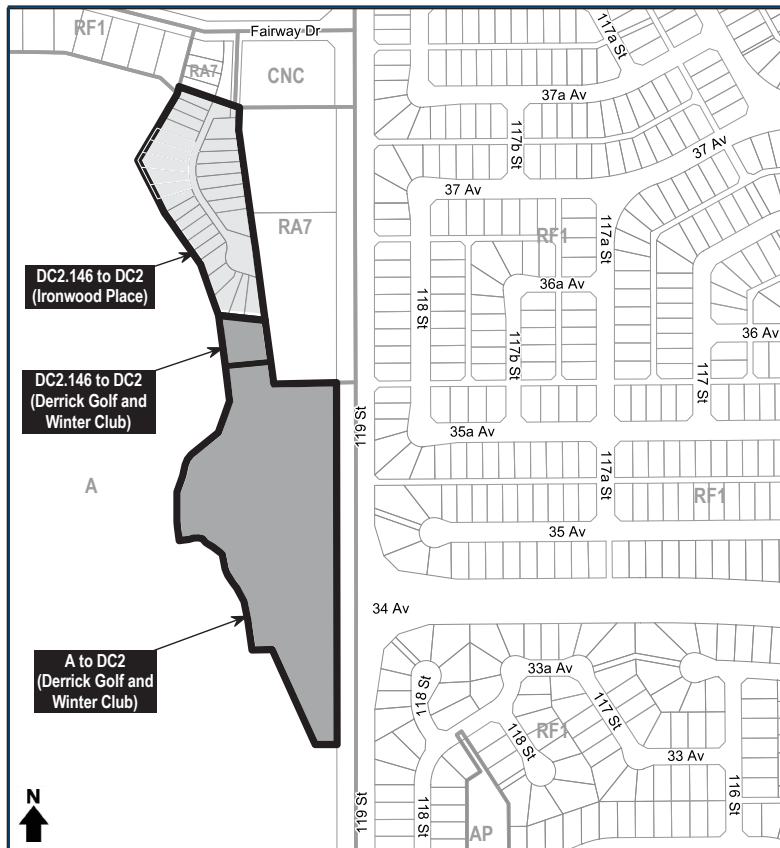 Fairway Dr
RF1
117a St
RA7
CNC
37a Av
117b St
37 Av
37 Av
RA7
117a St
RF1
DC2.146 to DC2
(Ironwood Place)
36a Av
118 St
117b St
36 Av
117 St
DC2.146 to DC2
(Derrick Golf and
Winter Club)
119 St
35a Av
117a St
A
RF1
35 Av
34 Av
A to DC2
(Derrick Golf and
Winter Club)
33a Av
118 St
117 St
118 St
RF1
33 Av
116 St
N
119 St
118 St
AP